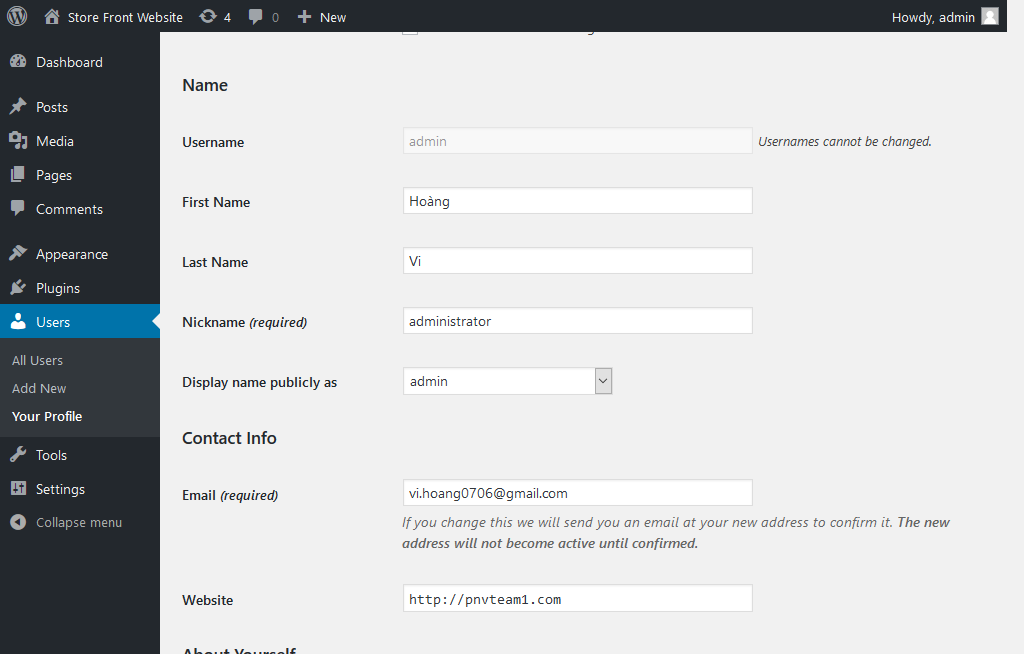 Store Front Website 4 0 New Howdy, admin
Dashboard
Posts
Media
Pages
Comments
Appearance
Plugins
Users
All Users
Add New
Your Profile
Tools
Settings
Collapse menu
Name
Username admin Usernames cannot be changed.
First Name Hoàng
Last Name Vi
Nickname (required) administrator
Display name publicly as admin
Contact Info
Email (required) vi.hoang0706@gmail.com
If you change this we will send you an email at your new address to confirm it. The new
address will not become active until confirmed.
Website http://pnvteam1.com
About Yourself